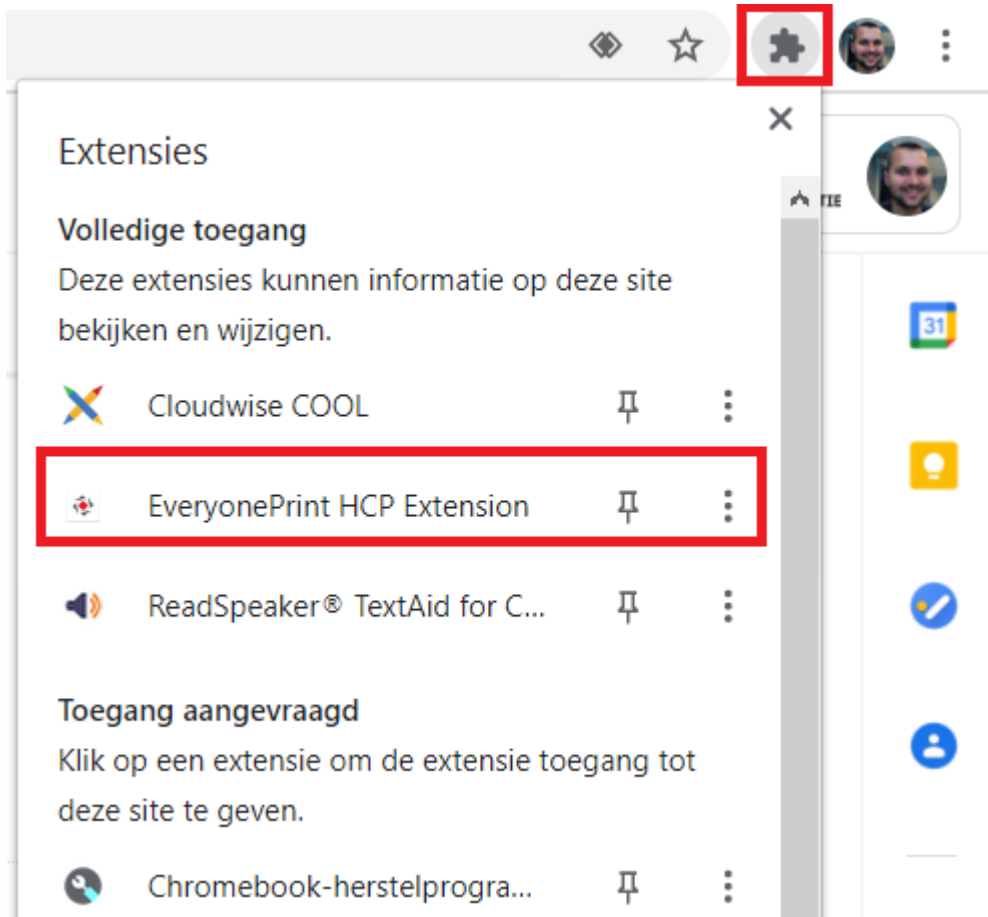 Extensies
TIE
Volledige toegang
Deze extensies kunnen informatie op deze site
bekijken en wijzigen.
31
Cloudwise COOL
EveryonePrint HCP Extension
ReadSpeaker® TextAid for C...
Toegang aangevraagd
Klik op een extensie om de extensie toegang tot
deze site te geven.
Chromebook-herstelprogra...